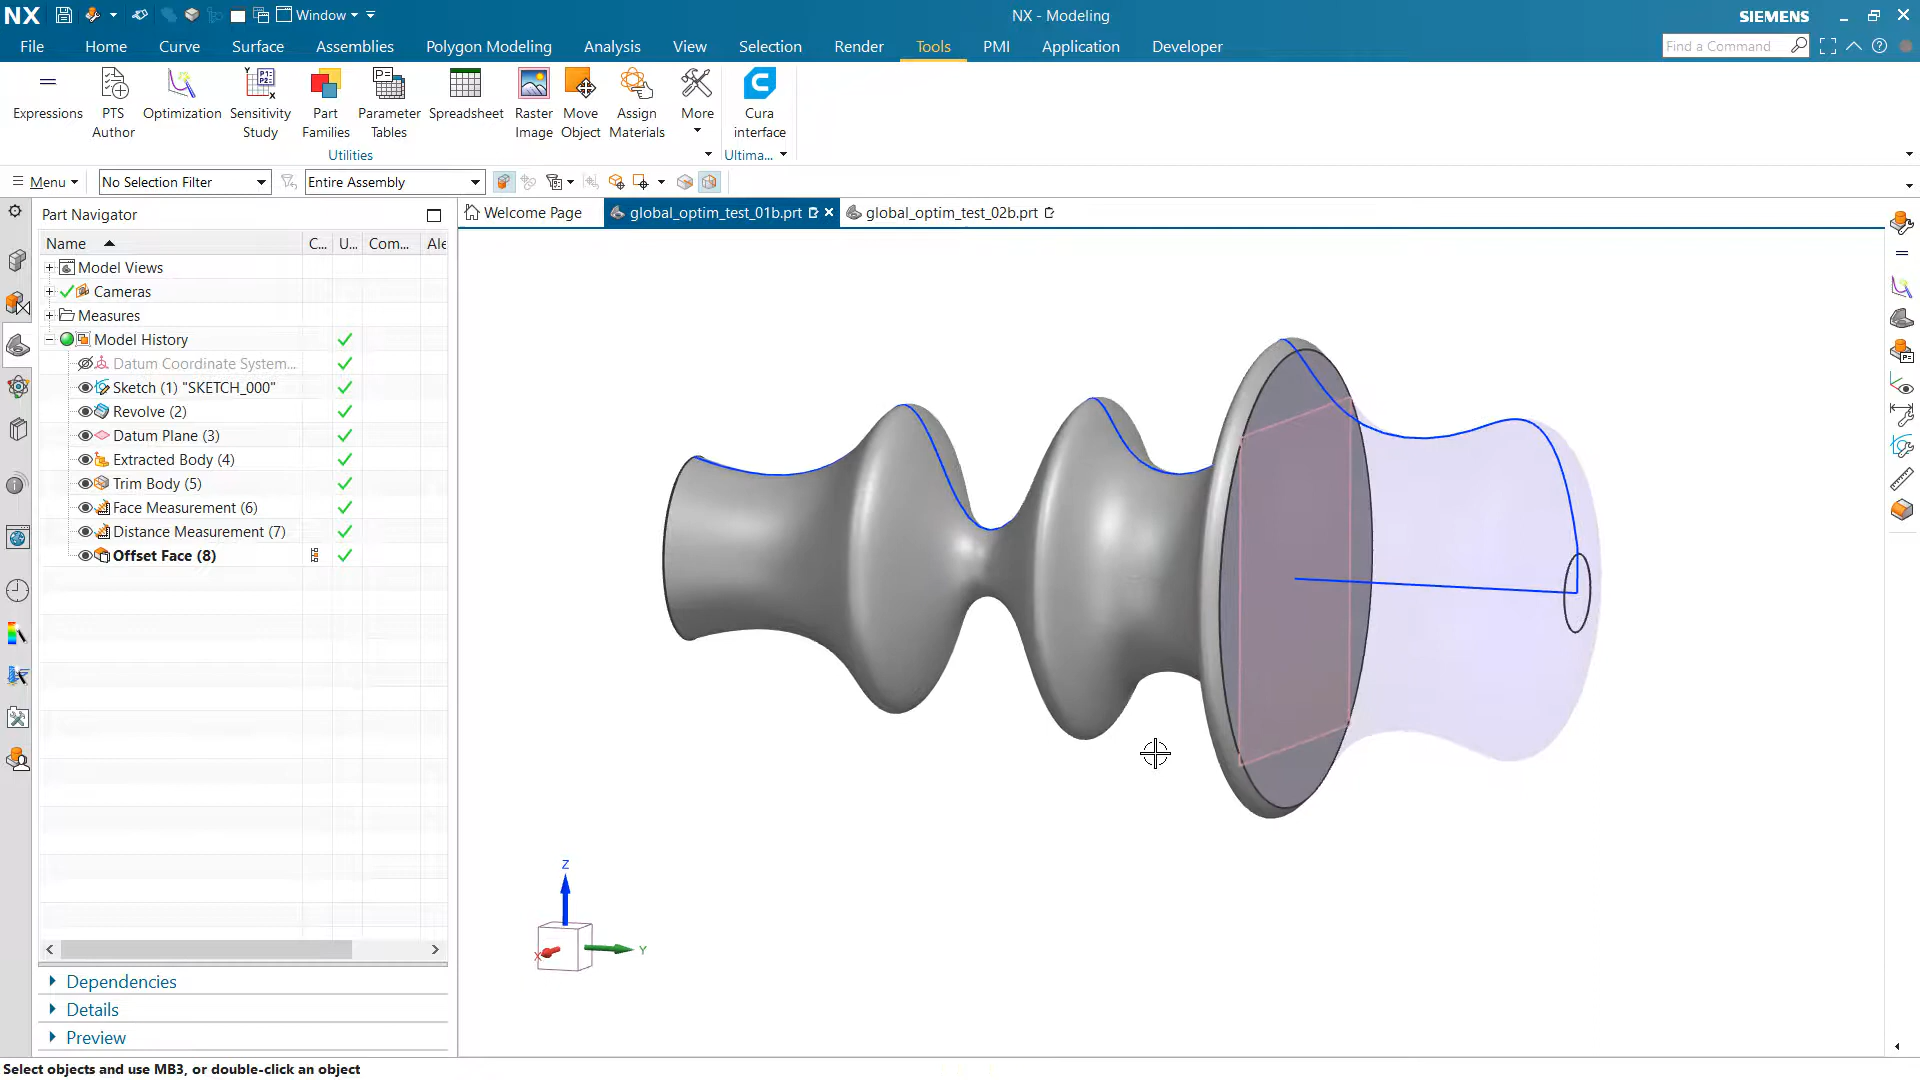 NX
Window
NX - Modeling
SIEMENS
File
Home
Curve
Surface
Assemblies
Polygon Modeling
Analysis
View
Selection
Render
Tools
PMI
Application
Developer
Find a Command
Expressions
PTS
Author
Optimization
Sensitivity
Study
Part
Families
Parameter
Tables
Spreadsheet
Raster
Image
Move
Object
Assign
Materials
More
Cura
interface
Utilities
Ultima...
Menu
No Selection Filter
Entire Assembly
Part Navigator
Welcome Page
global_optim_test_01b.prt
global_optim_test_02b.prt
Name
C...
U...
Com...
Ale
Model Views
Cameras
Measures
Model History
Datum Coordinate System...
Sketch (1) "SKETCH_000"
Revolve (2)
Datum Plane (3)
Extracted Body (4)
Trim Body (5)
Face Measurement (6)
Distance Measurement (7)
Offset Face (8)
Z
Y
X
Dependencies
Details
Preview
Select objects and use MB3, or double-click an object